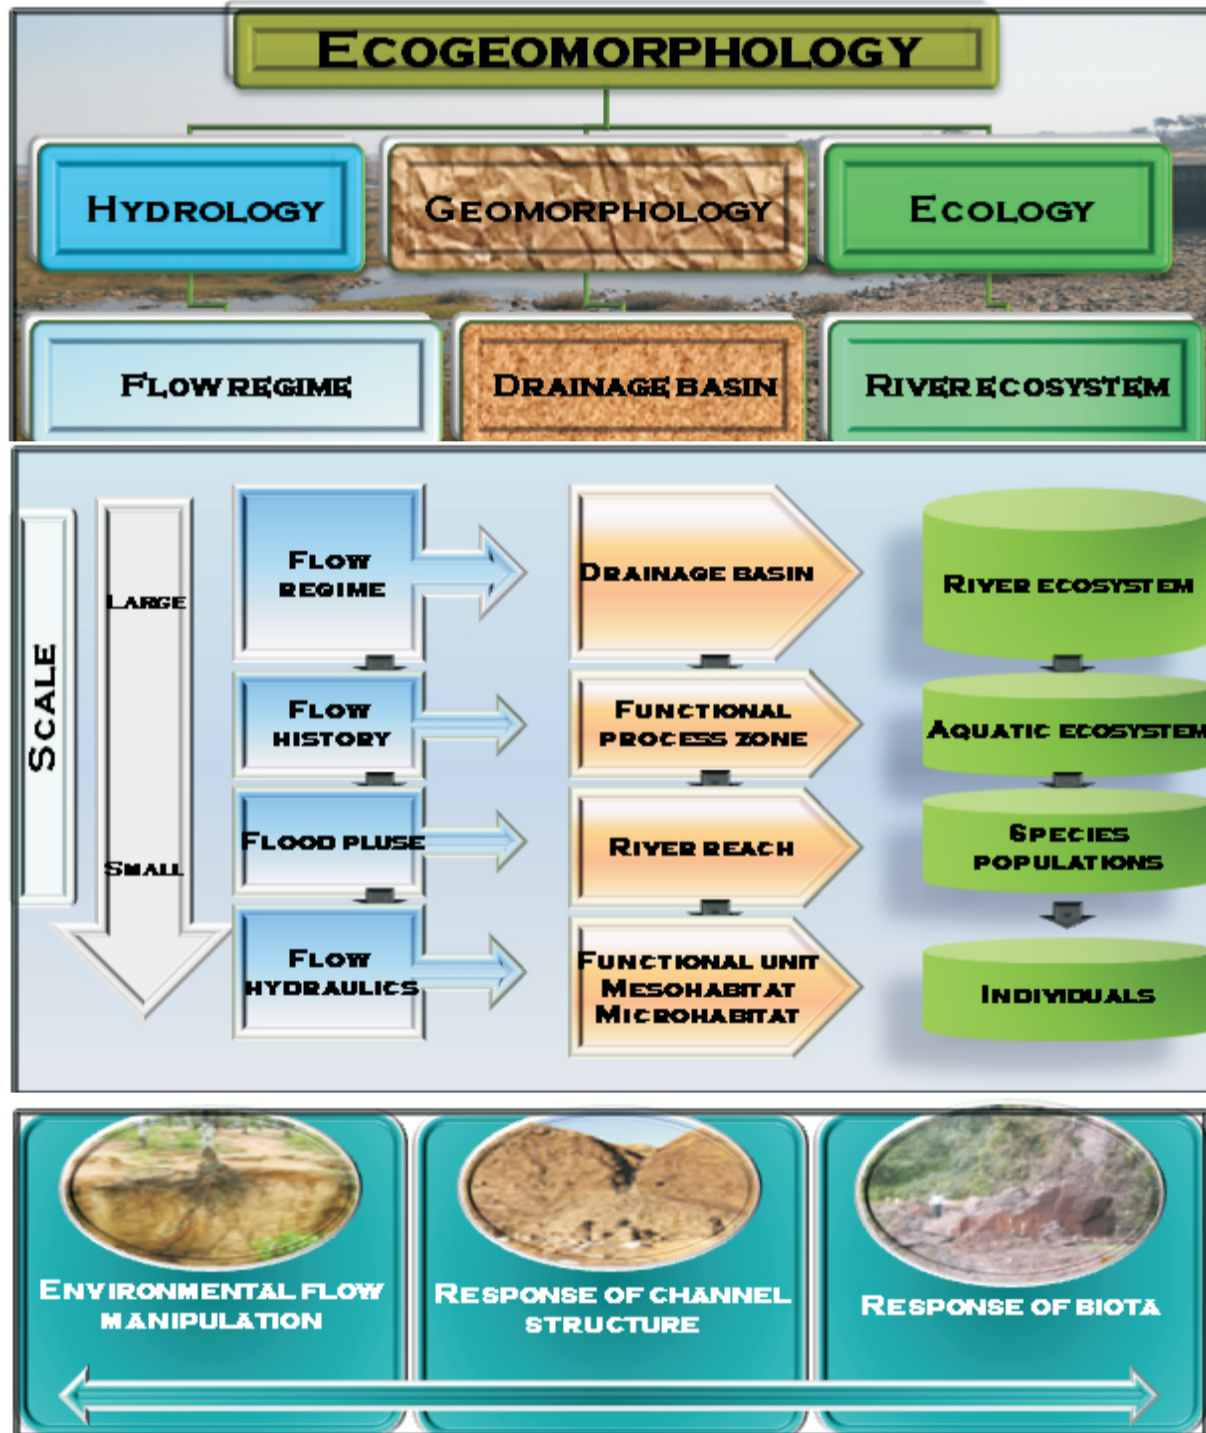 ECOGEOMORPHOLOGY
HYDROLOGY
GEOMORPHOLOGY
ECOLOGY
FLOW REGIME
DRAINAGE BASIN
RIVER ECOSYSTEM
SCALE
LARGE
SMALL
FLOW
REGIME
DRAINAGE BASIN
RIVER ECOSYSTEM
FLOW
HISTORY
FUNCTIONAL
PROCESS ZONE
AQUATIC ECOSYSTEM
FLOOD PLUSE
RIVER REACH
SPECIES
POPULATIONS
FLOW
HYDRAULICS
FUNCTIONAL UNIT
MESOHABITAT
MICROHABITAT
INDIVIDUALS
ENVIRONMENTAL FLOW
MANIPULATION
RESPONSE OF CHANNEL
STRUCTURE
RESPONSE OF BIOTA